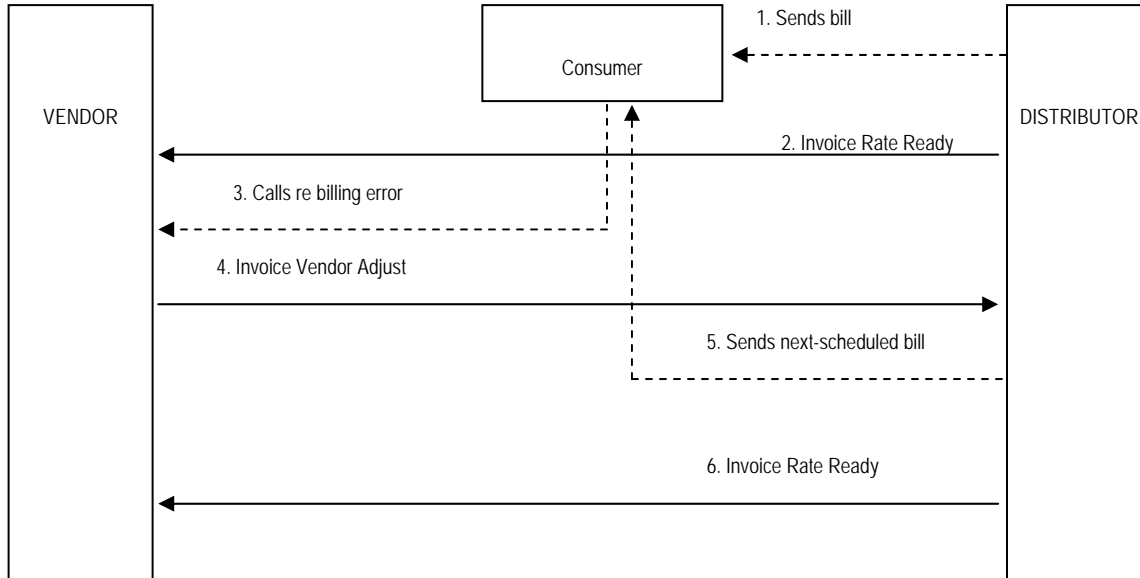 1. Sends bill
Consumer
VENDOR
DISTRIBUTOR
2. Invoice Rate Ready
3. Calls re billing error
4. Invoice Vendor Adjust
5. Sends next-scheduled bill
6. Invoice Rate Ready